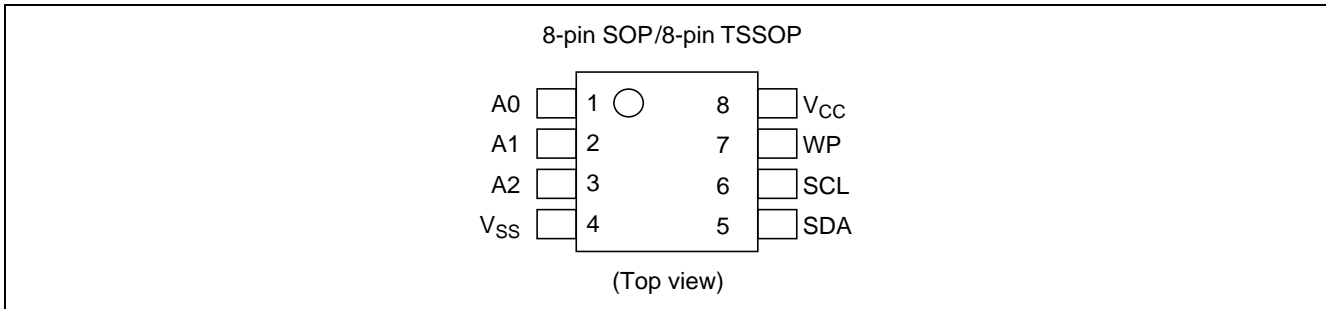 8-pin SOP/8-pin TSSOP
A0 1 8 VCC
A1 2 7 WP
A2 3 6 SCL
VSS 4 5 SDA
(Top view)